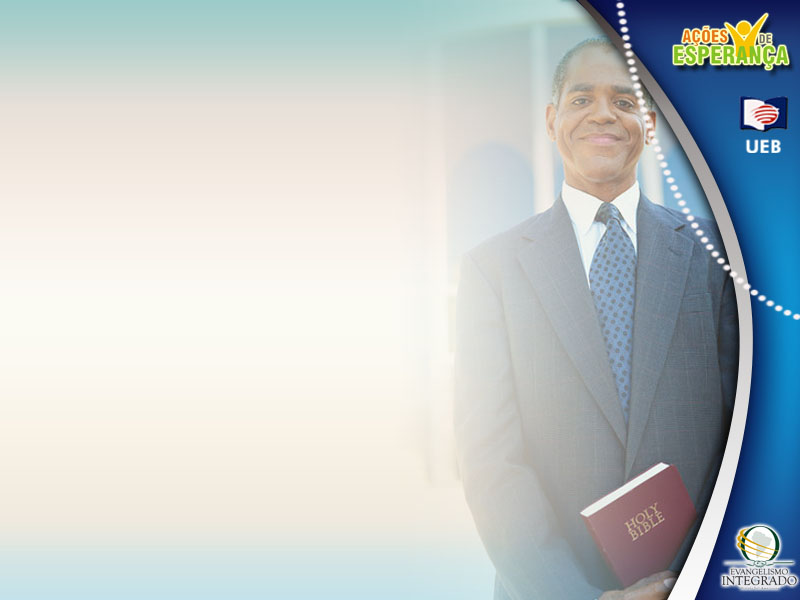 AÇÕES DE
ESPERANÇA
UEB
HOLY
BIBLE
EVANGELISMO
INTEGRADO